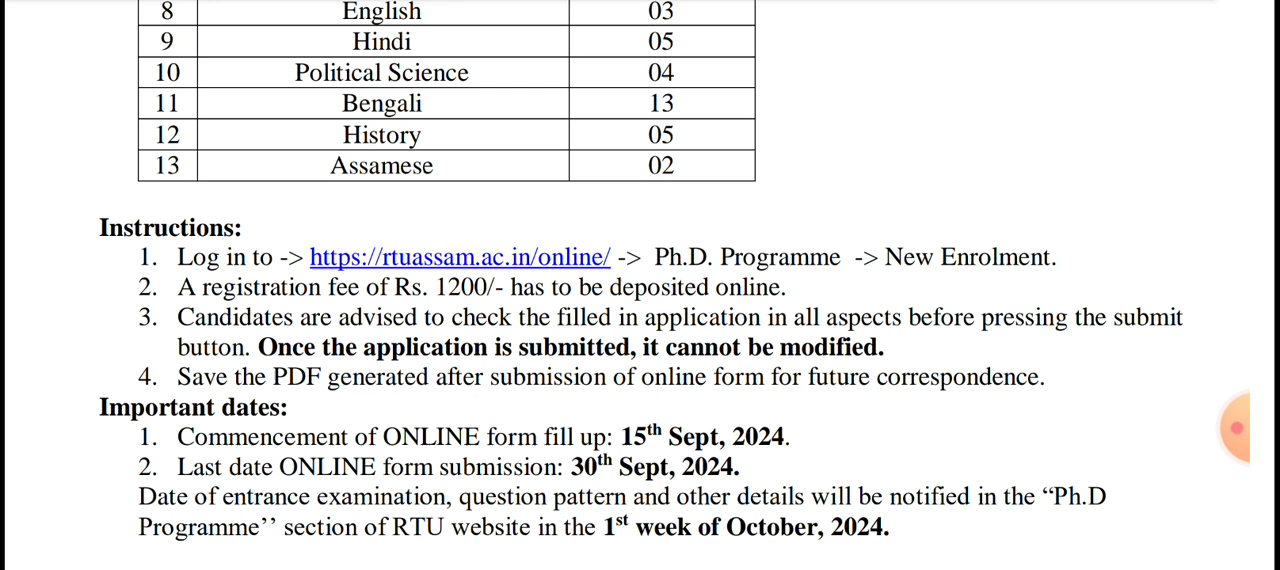 8 English 03
9 Hindi 05
10 Political Science 04
11 Bengali 13
12 History 05
13 Assamese 02
Instructions:
1. Log in to -> https://rtuassam.ac.in/online/ -> Ph.D. Programme -> New Enrolment.
2. A registration fee of Rs. 1200/- has to be deposited online.
3. Candidates are advised to check the filled in application in all aspects before pressing the submit
button. Once the application is submitted, it cannot be modified.
4. Save the PDF generated after submission of online form for future correspondence.
Important dates:
1. Commencement of ONLINE form fill up: 15th Sept, 2024.
2. Last date ONLINE form submission: 30th Sept, 2024.
Date of entrance examination, question pattern and other details will be notified in the “Ph.D
Programme’’ section of RTU website in the 1st week of October, 2024.